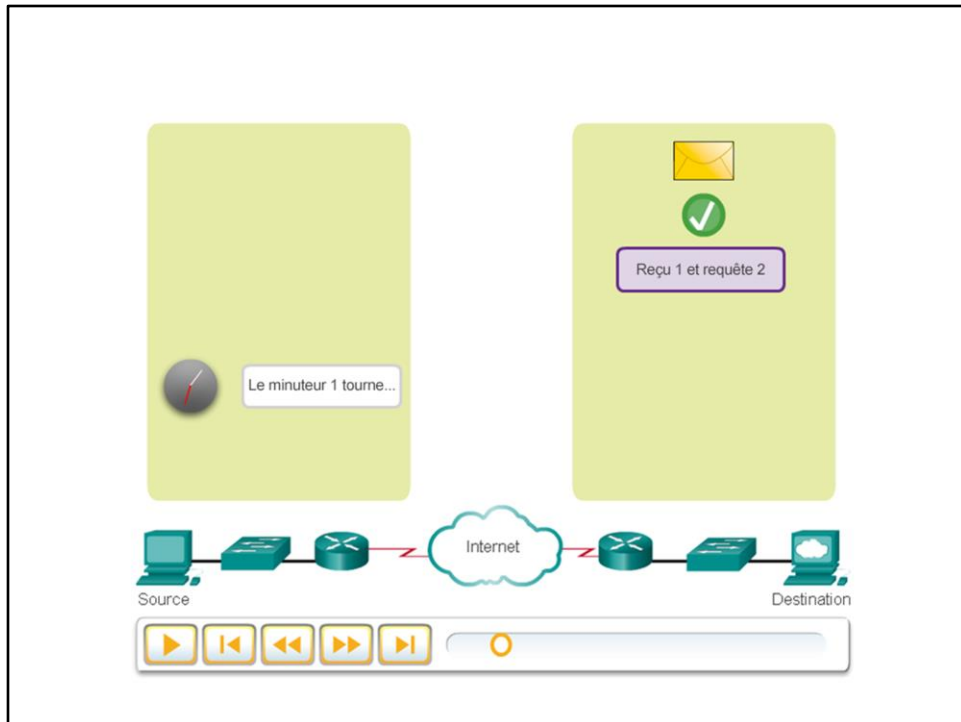 Reçu 1 et requête 2
Le minuteur 1 tourne...
Internet
Source
Destination